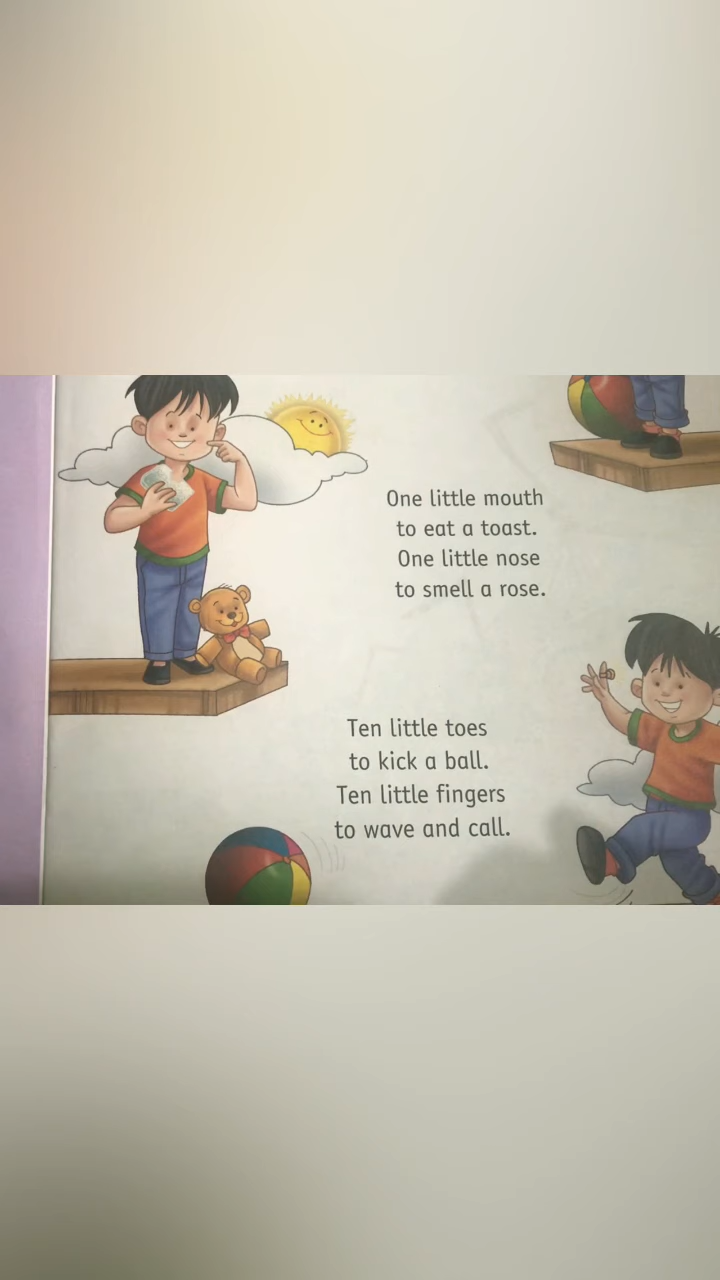 One little mouth
to eat a toast.
One little nose
to smell a rose.
Ten little toes
to kick a ball.
Ten little fingers
to wave and call.